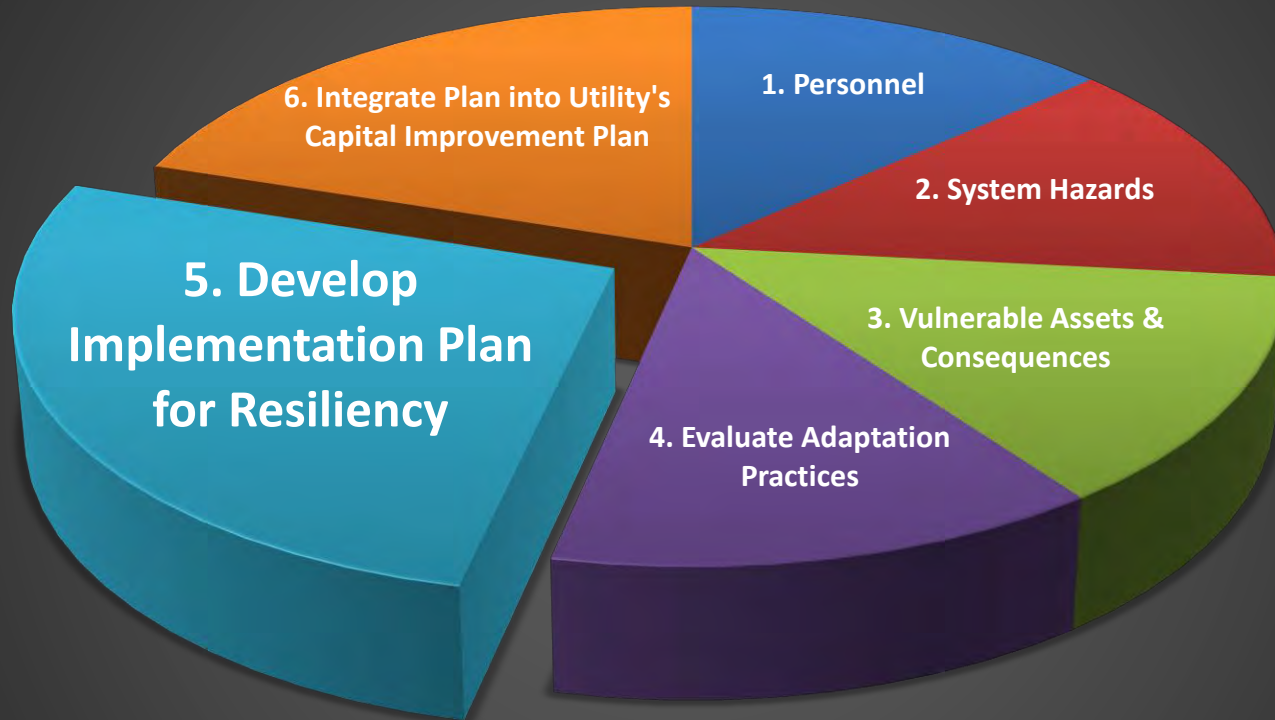 1. Personnel
2. System Hazards
3. Vulnerable Assets &
Consequences
4. Evaluate Adaptation
Practices
5. Develop
Implementation Plan
for Resiliency
6. Integrate Plan into Utility's
Capital Improvement Plan